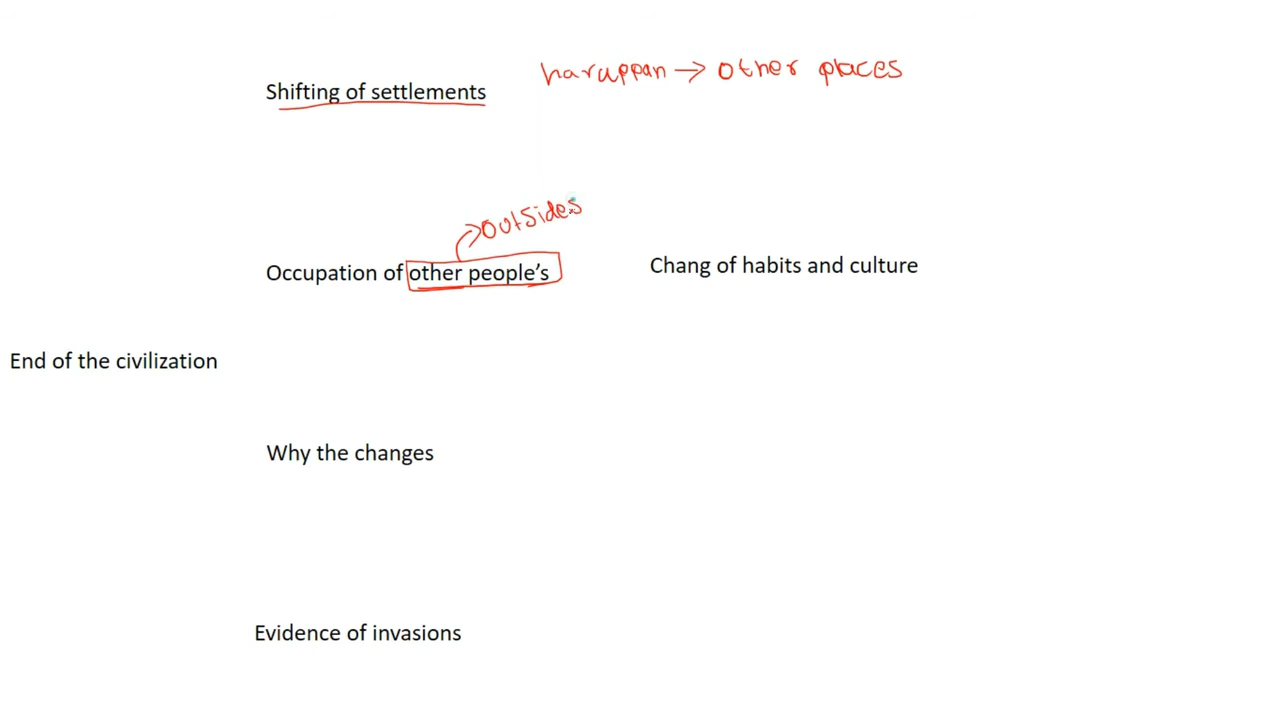 harappan → other places
Shifting of settlements
outsides
Occupation of other people's
Chang of habits and culture
End of the civilization
Why the changes
Evidence of invasions